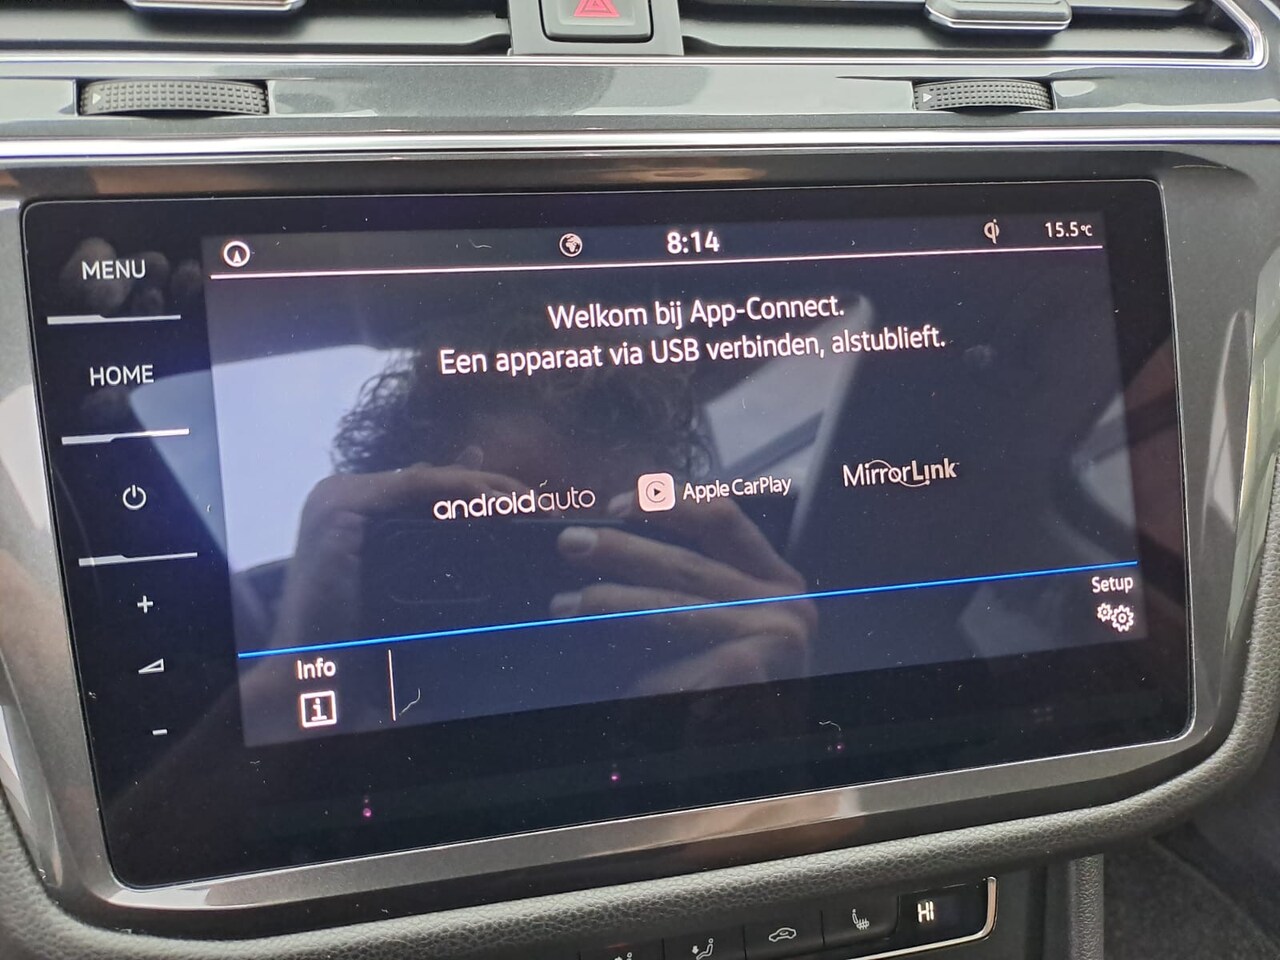 MENU
HOME
8:14
15.5°C
Welkom bij App-Connect.
Een apparaat via USB verbinden, alstublieft.
androidauto
Apple CarPlay
MirrorLink
Setup
Info
HI